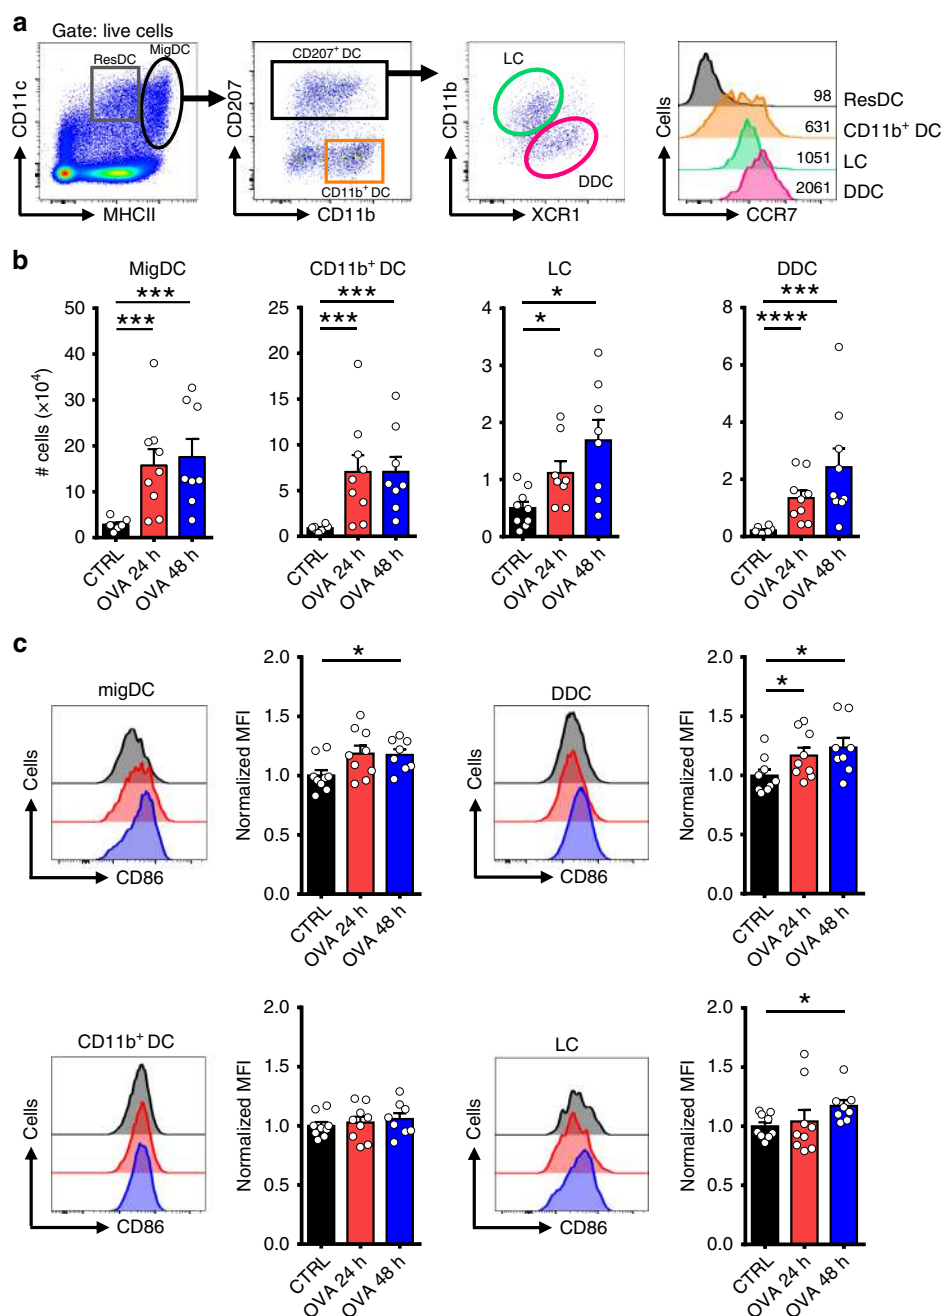 a
Gate: live cells
ResDC
MigDC
CD11c
MHCII
CD207⁺ DC
CD11b⁺ DC
CD207
CD11b
LC
DDC
CD11b
XCR1
Cells
98 ResDC
631 CD11b⁺ DC
1051 LC
2061 DDC
CCR7
b
MigDC
# cells (×10⁴)
50
40
30
20
10
0
***
***
CTRL
OVA 24 h
OVA 48 h
CD11b⁺ DC
25
20
15
10
5
0
***
***
CTRL
OVA 24 h
OVA 48 h
LC
4
3
2
1
0
*
*
CTRL
OVA 24 h
OVA 48 h
DDC
8
6
4
2
0
***
****
CTRL
OVA 24 h
OVA 48 h
c
migDC
Cells
CD86
Normalized MFI
2.0
1.5
1.0
0.5
0.0
*
CTRL
OVA 24 h
OVA 48 h
DDC
Cells
CD86
Normalized MFI
2.0
1.5
1.0
0.5
0.0
*
*
CTRL
OVA 24 h
OVA 48 h
CD11b⁺ DC
Cells
CD86
Normalized MFI
2.0
1.5
1.0
0.5
0.0
CTRL
OVA 24 h
OVA 48 h
LC
Cells
CD86
Normalized MFI
2.0
1.5
1.0
0.5
0.0
*
CTRL
OVA 24 h
OVA 48 h